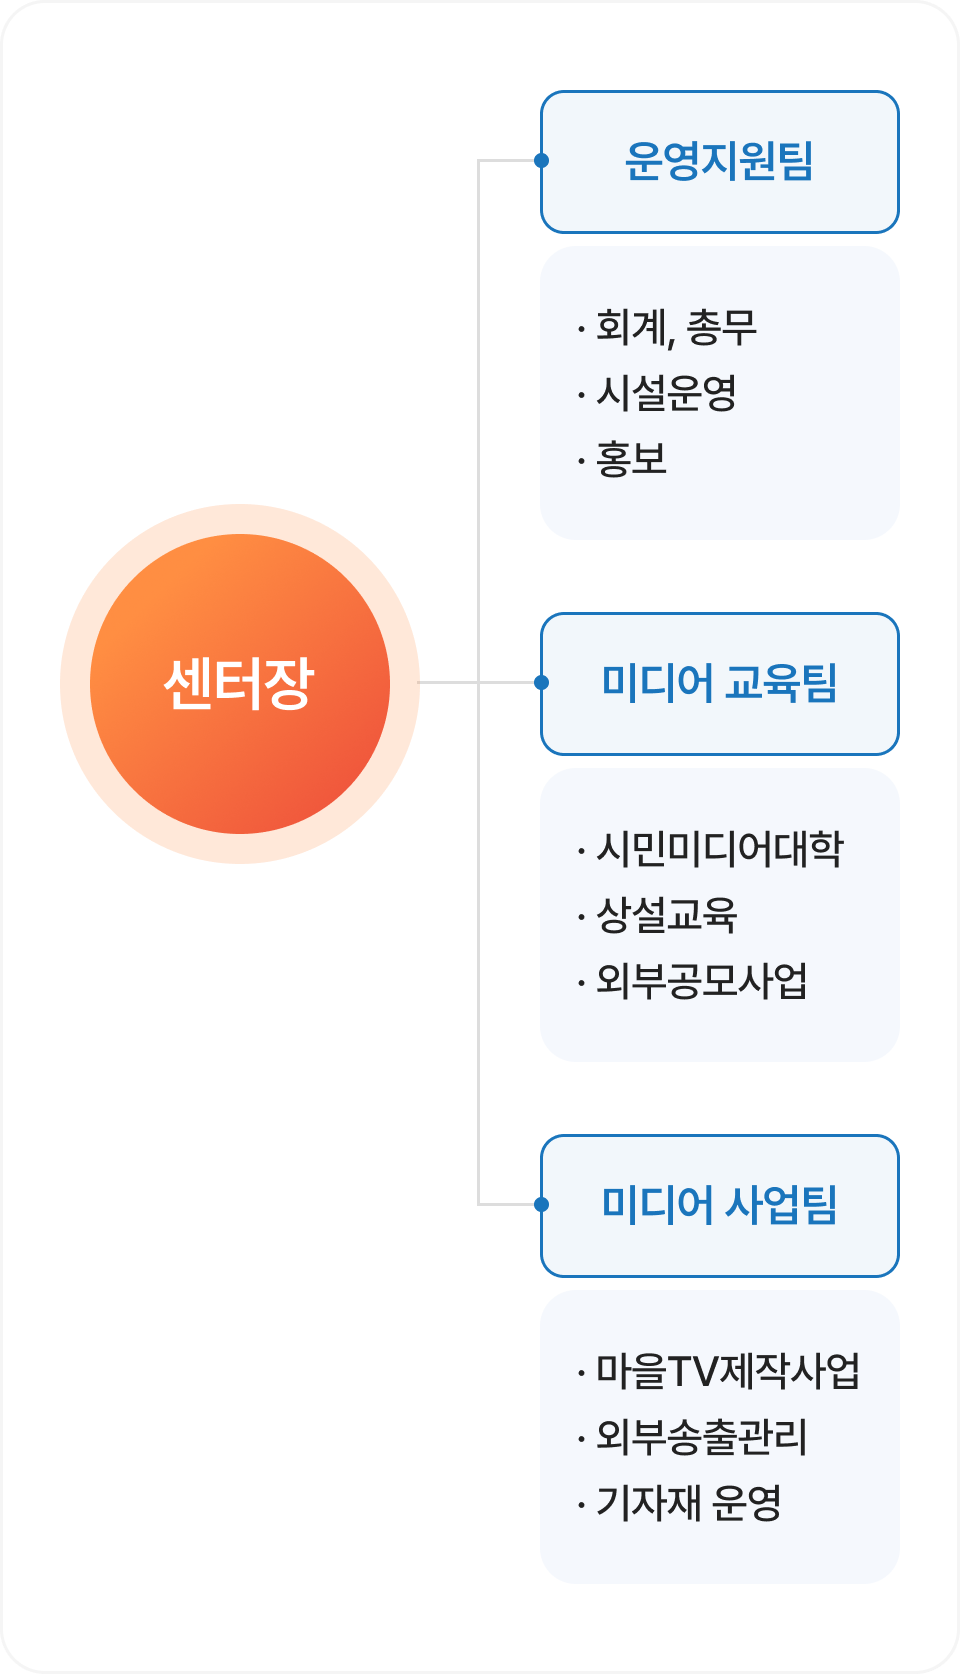 센터장
운영지원팀
· 회계, 총무
· 시설운영
· 홍보
미디어 교육팀
· 시민미디어대학
· 상설교육
· 외부공모사업
미디어 사업팀
· 마을TV제작사업
· 외부송출관리
· 기자재 운영